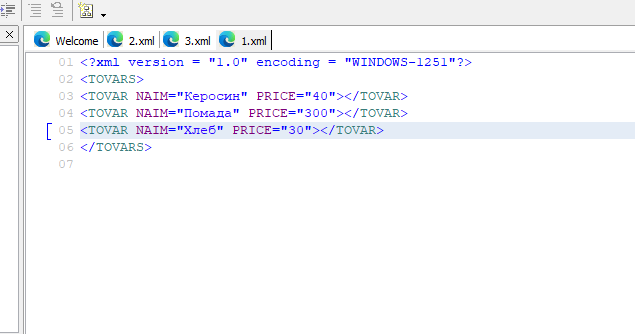 Welcome 2.xml 3.xml 1.xml
01 <?xml version = "1.0" encoding = "WINDOWS-1251"?>
02 <TOVARS>
03 <TOVAR NAIM="Керосин" PRICE="40"></TOVAR>
04 <TOVAR NAIM="Помада" PRICE="300"></TOVAR>
05 <TOVAR NAIM="Хлеб" PRICE="30"></TOVAR>
06 </TOVARS>
07